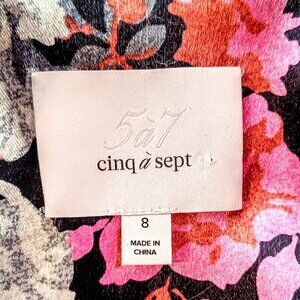 5à7
cinq à sept
8
MADE IN
CHINA